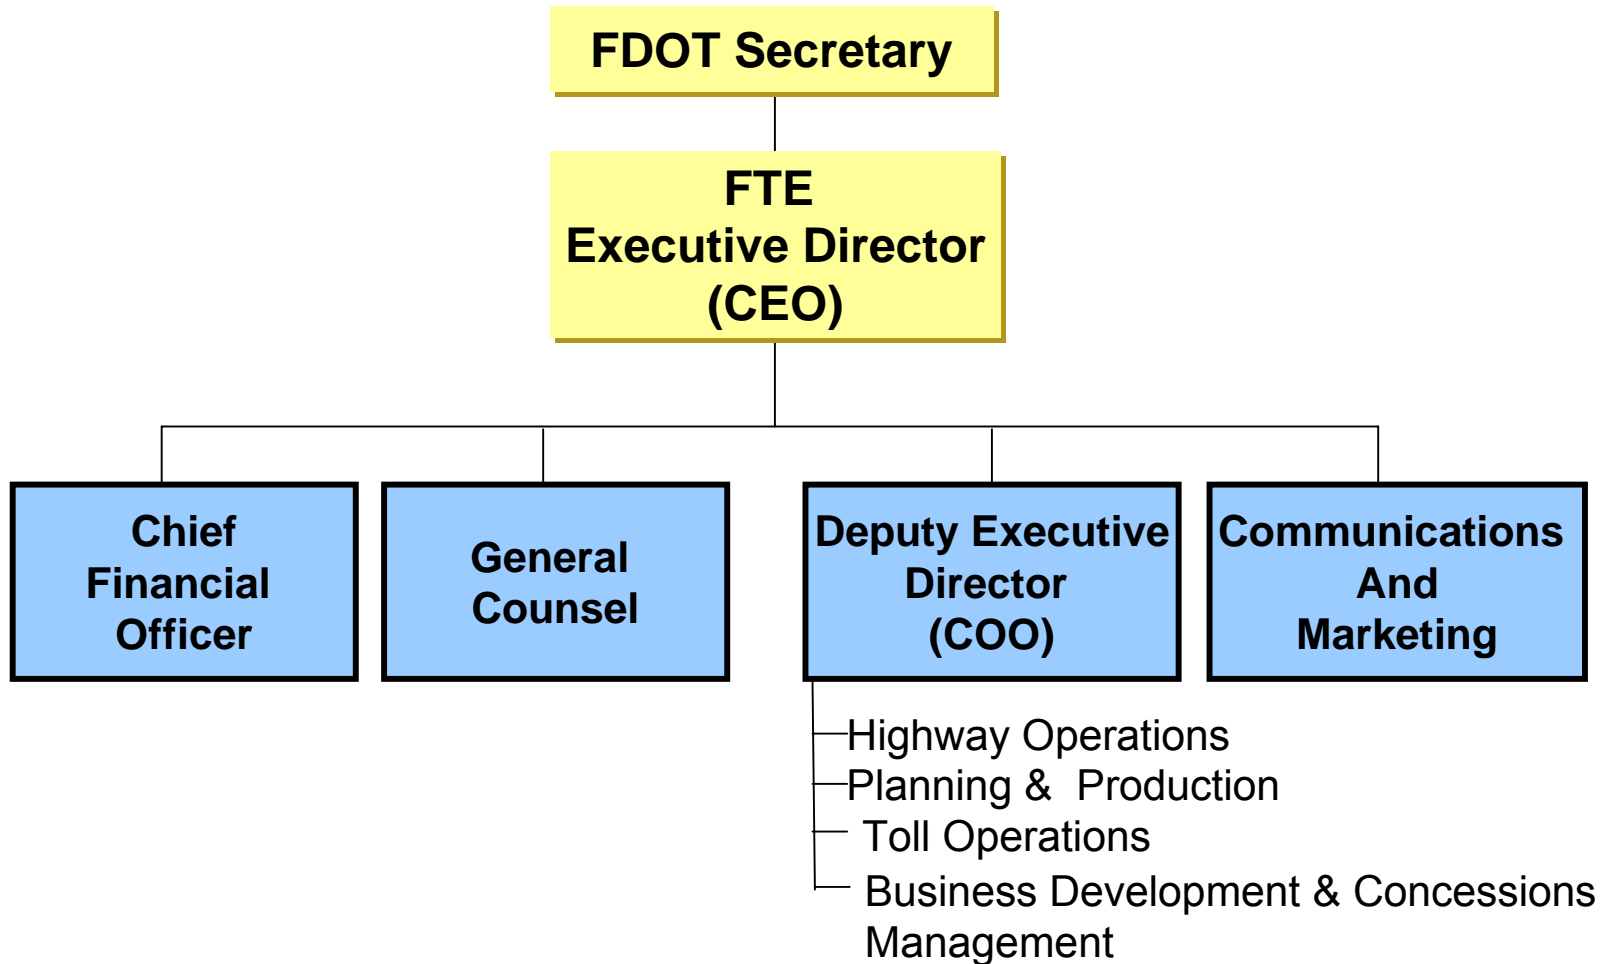 FDOT Secretary
FTE
Executive Director
(CEO)
Chief
Financial
Officer
General
Counsel
Deputy Executive
Director
(COO)
Communications
And
Marketing
Highway Operations
Planning & Production
Toll Operations
Business Development & Concessions
Management